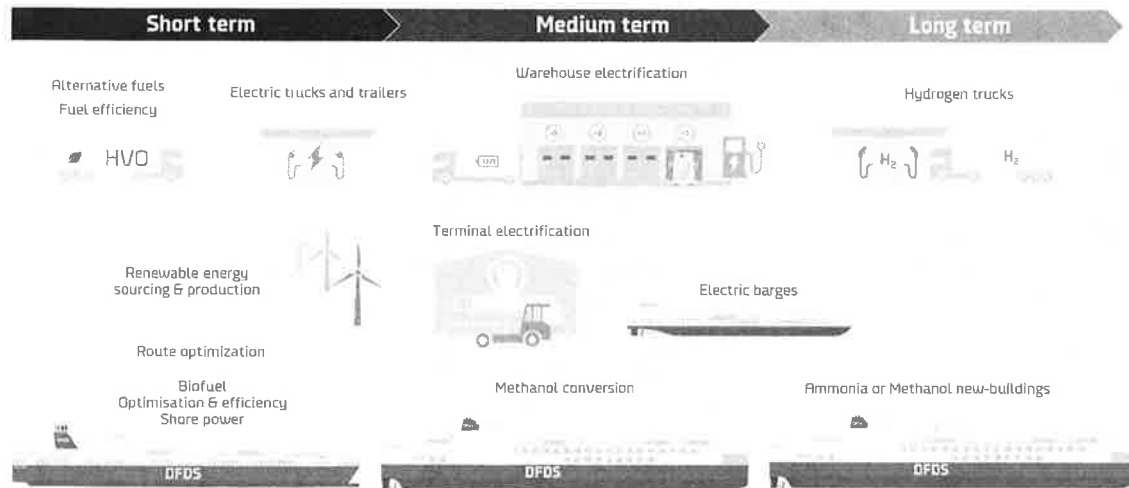 Short term
Medium term
Long term
Alternative fuels
Fuel efficiency
Electric trucks and trailers
Warehouse electrification
Hydrogen trucks
HVO
H₂
H₂
Renewable energy
sourcing & production
Terminal electrification
Electric barges
Route optimization
Biofuel
Optimisation & efficiency
Shore power
Methanol conversion
Ammonia or Methanol new-buildings
DFDS
DFDS
DFDS